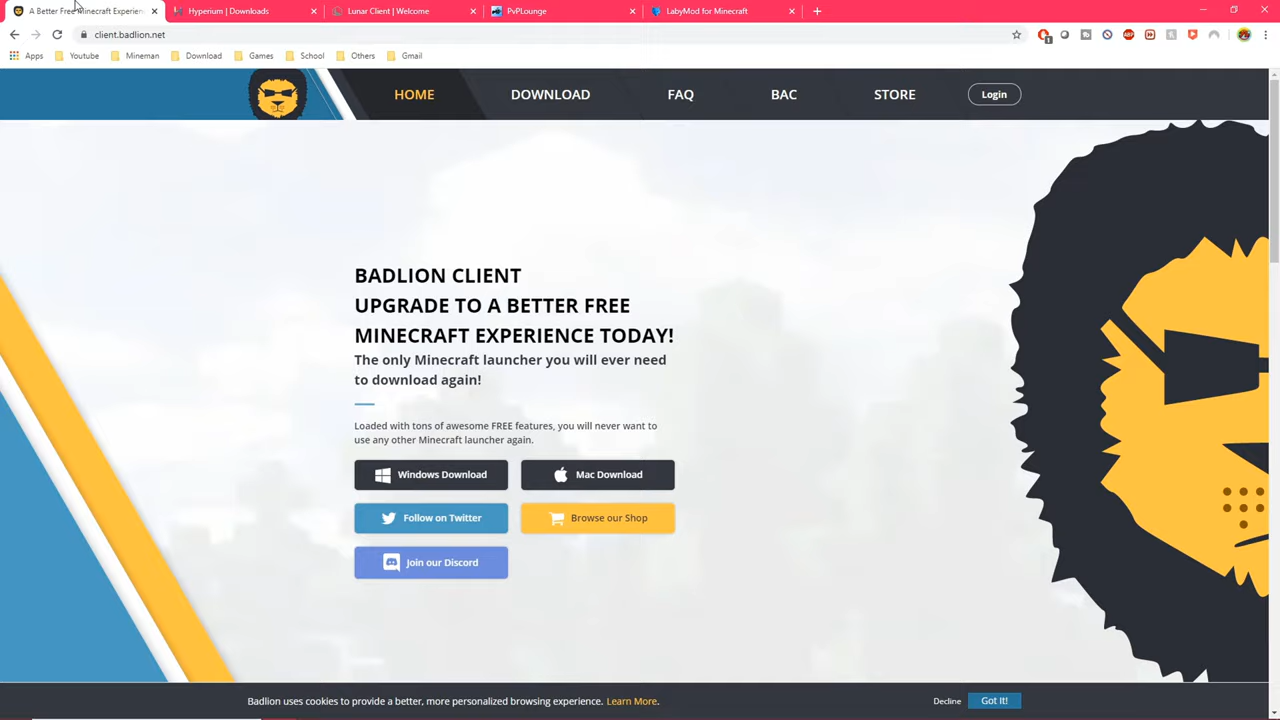 A Better Free Minecraft Experien
Hyperium | Downloads
Lunar Client | Welcome
PvPLounge
LabyMod for Minecraft
client.badlion.net
1
ABP
Apps
Youtube
Mineman
Download
Games
School
Others
Gmail
HOME
DOWNLOAD
FAQ
BAC
STORE
Login
BADLION CLIENT
UPGRADE TO A BETTER FREE
MINECRAFT EXPERIENCE TODAY!
The only Minecraft launcher you will ever need
to download again!
Loaded with tons of awesome FREE features, you will never want to
use any other Minecraft launcher again.
Windows Download
Mac Download
Follow on Twitter
Browse our Shop
Join our Discord
Badlion uses cookies to provide a better, more personalized browsing experience. Learn More.
Decline
Got It!